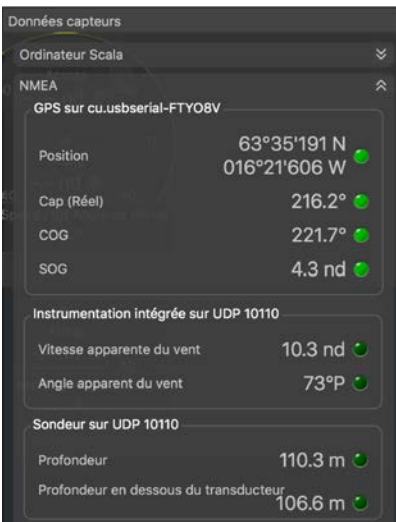 Données capteurs
Ordinateur Scala
NMEA
GPS sur cu.usbserial-FTYO8V
Position 63°35'191 N
016°21'606 W
Cap (Réel) 216.2°
COG 221.7°
SOG 4.3 nd
Instrumentation intégrée sur UDP 10110
Vitesse apparente du vent 10.3 nd
Angle apparent du vent 73°P
Sondeur sur UDP 10110
Profondeur 110.3 m
Profondeur en dessous du transducteur 106.6 m